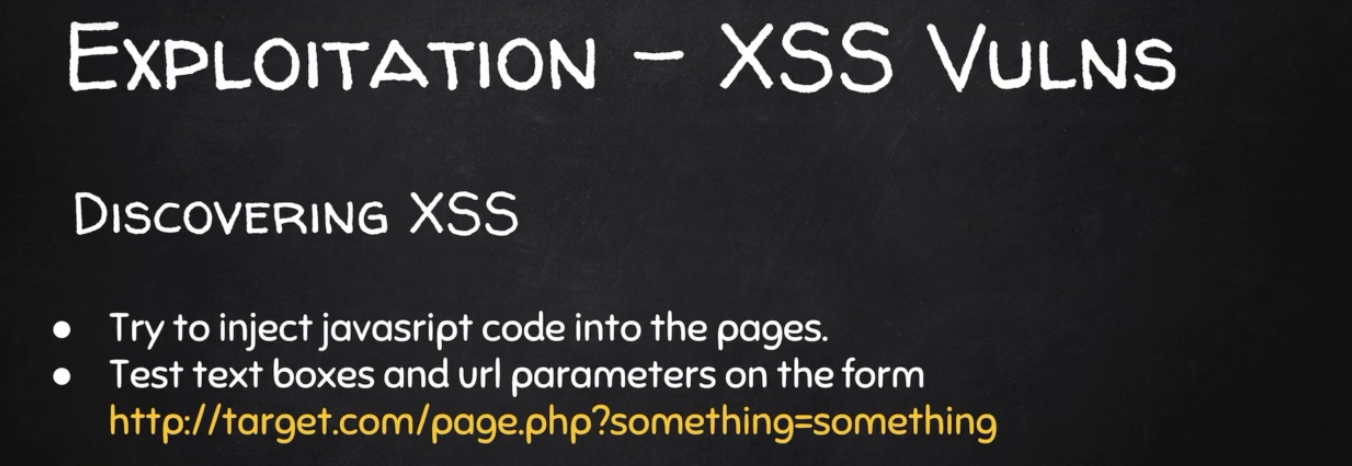 Exploitation – XSS Vulns
Discovering XSS
● Try to inject javasript code into the pages.
● Test text boxes and url parameters on the form
http://target.com/page.php?something=something